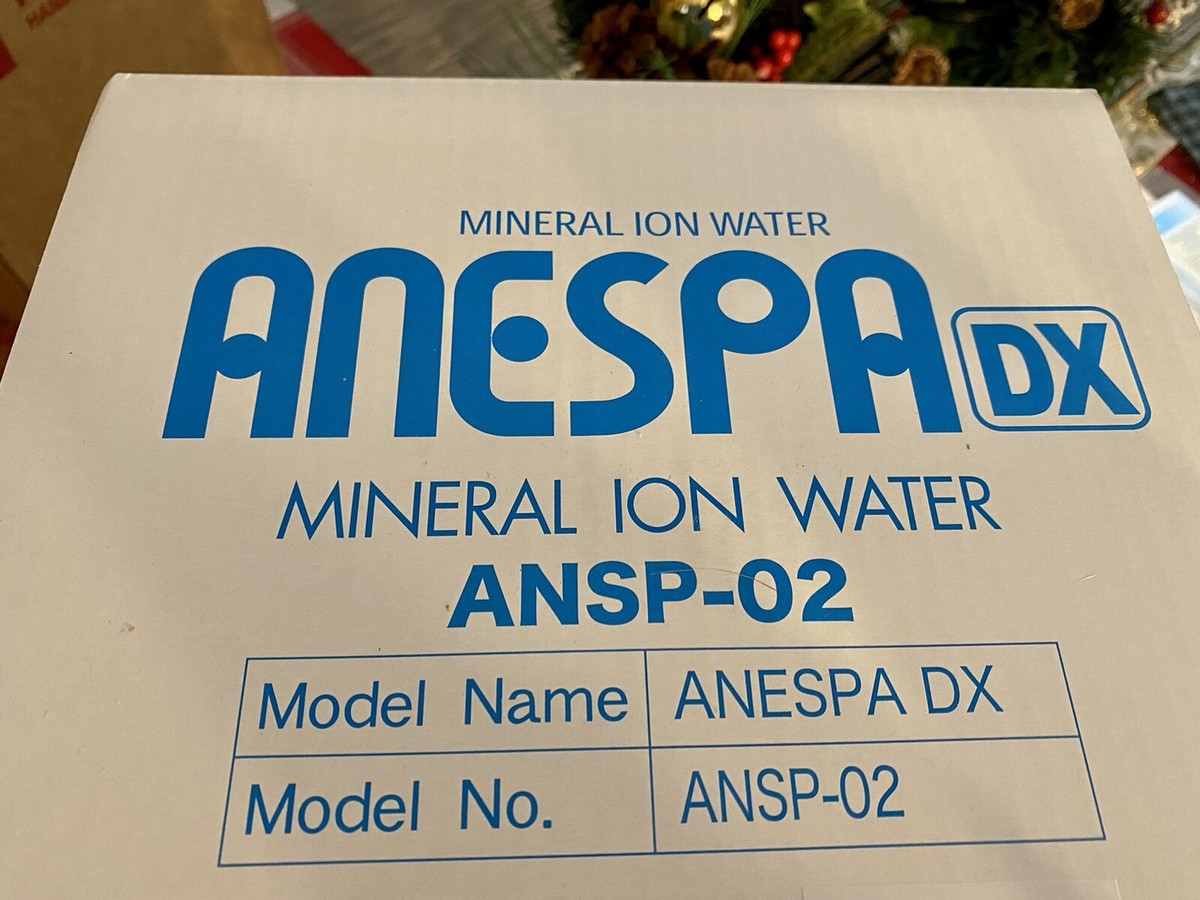 MINERAL ION WATER
ANESPA DX
MINERAL ION WATER
ANSP-02
Model Name ANESPA DX
Model No. ANSP-02